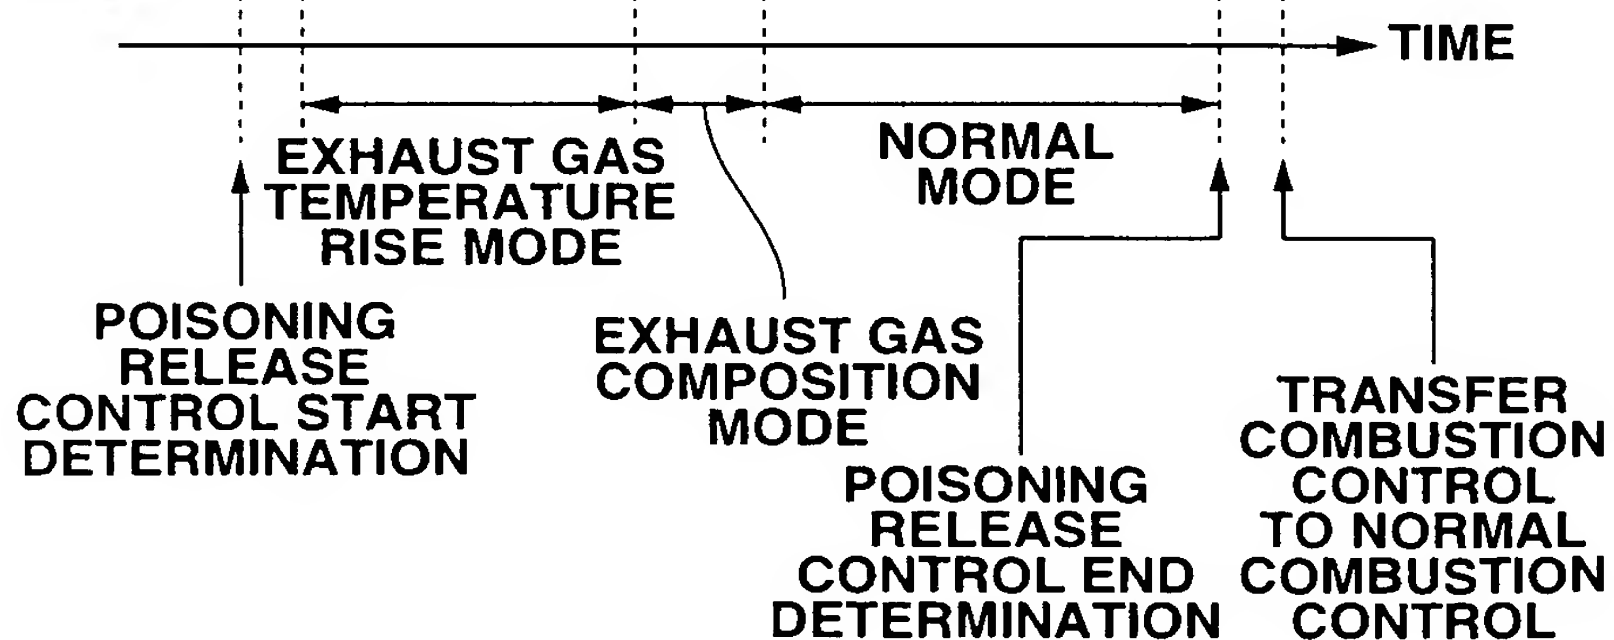 TIME
EXHAUST GAS
TEMPERATURE
RISE MODE
NORMAL
MODE
POISONING
RELEASE
CONTROL START
DETERMINATION
EXHAUST GAS
COMPOSITION
MODE
POISONING
RELEASE
CONTROL END
DETERMINATION
TRANSFER
COMBUSTION
CONTROL
TO NORMAL
COMBUSTION
CONTROL